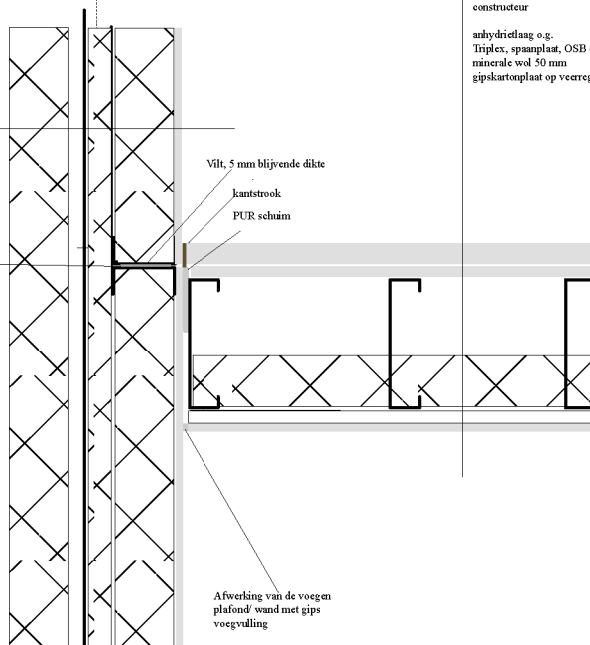 constructeur
anhydrietlaag o.g.
Triplex, spaanplaat, OSB
minerale wol 50 mm
gipskartonplaat op veerreg
Vilt, 5 mm blijvende dikte
kantstrook
PUR schuim
Afwerking van de voegen
plafond/ wand met gips
voegvulling